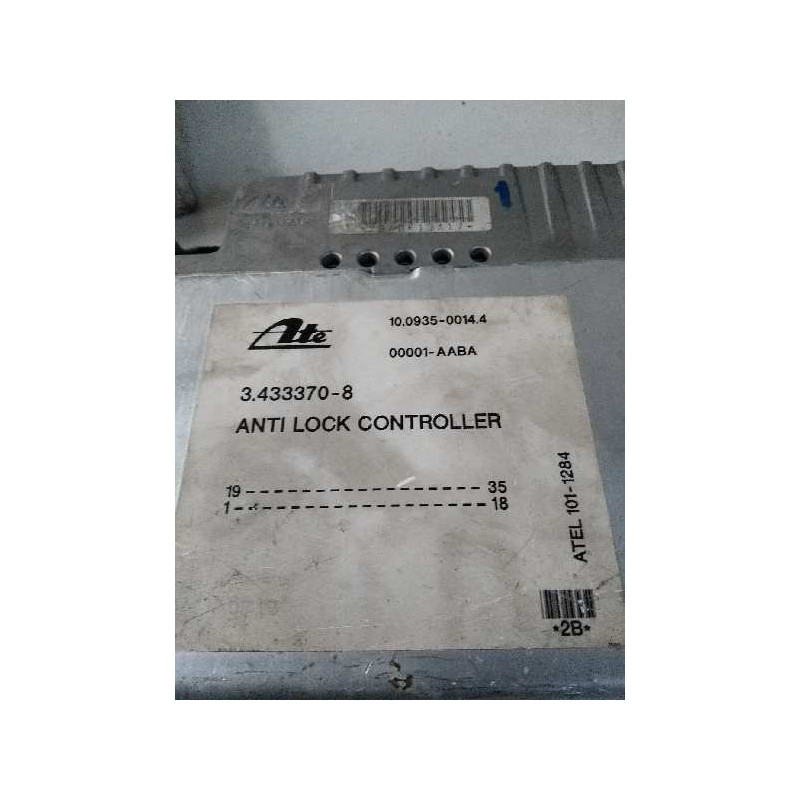 1
Ate
10.0935-0014.4
00001-AABA
3.433370-8
ANTI LOCK CONTROLLER
19 35
1 18
ATEL 101-1284
*2B*